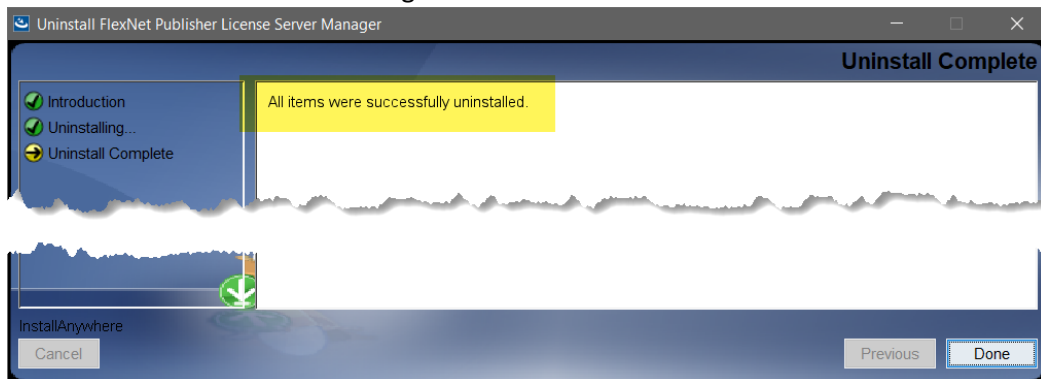 Uninstall FlexNet Publisher License Server Manager
Uninstall Complete
Introduction
Uninstalling...
Uninstall Complete
All items were successfully uninstalled.
InstallAnywhere
Cancel
Previous
Done